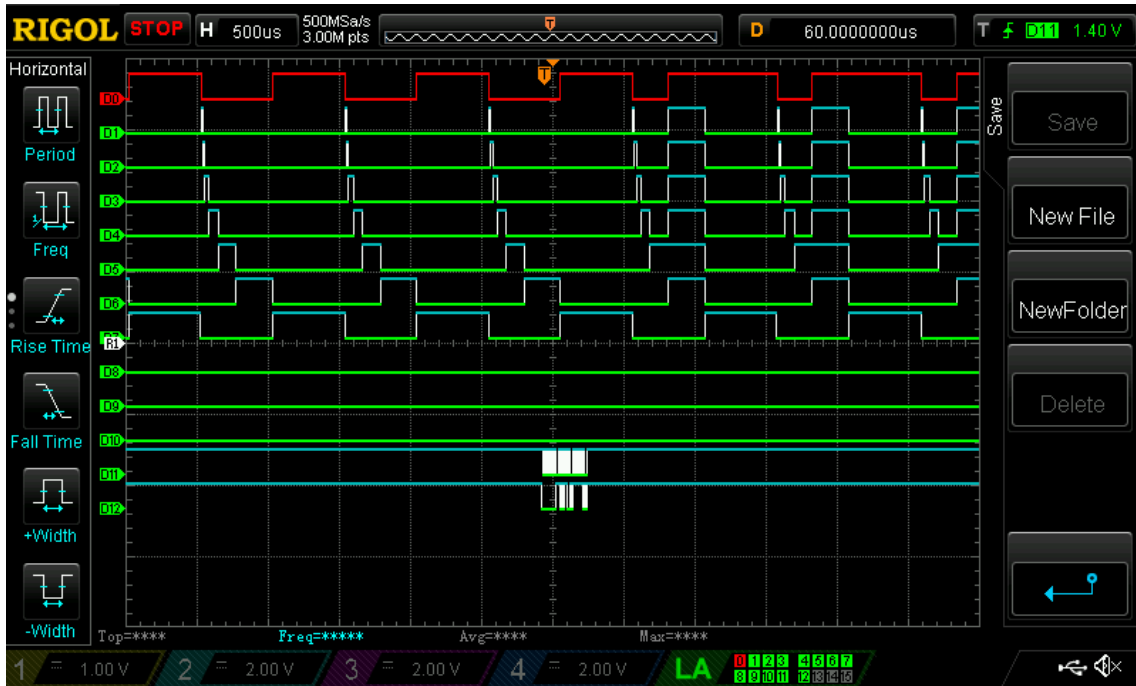 RIGOL STOP H 500us 500MSa/s 3.00M pts T D 60.0000000us T D11 1.40 V
Horizontal
Period
Freq
Rise Time
Fall Time
+Width
-Width
T
D0
D1
D2
D3
D4
D5
D6
R1
D8
D9
D10
D11
D12
Top=**** Freq=***** Avg=**** Max=****
Save
Save
New File
NewFolder
Delete
1 1.00 V 2 2.00 V 3 2.00 V 4 2.00 V LA 0 1 2 3 4 5 6 7
8 9 10 11 12 13 14 15